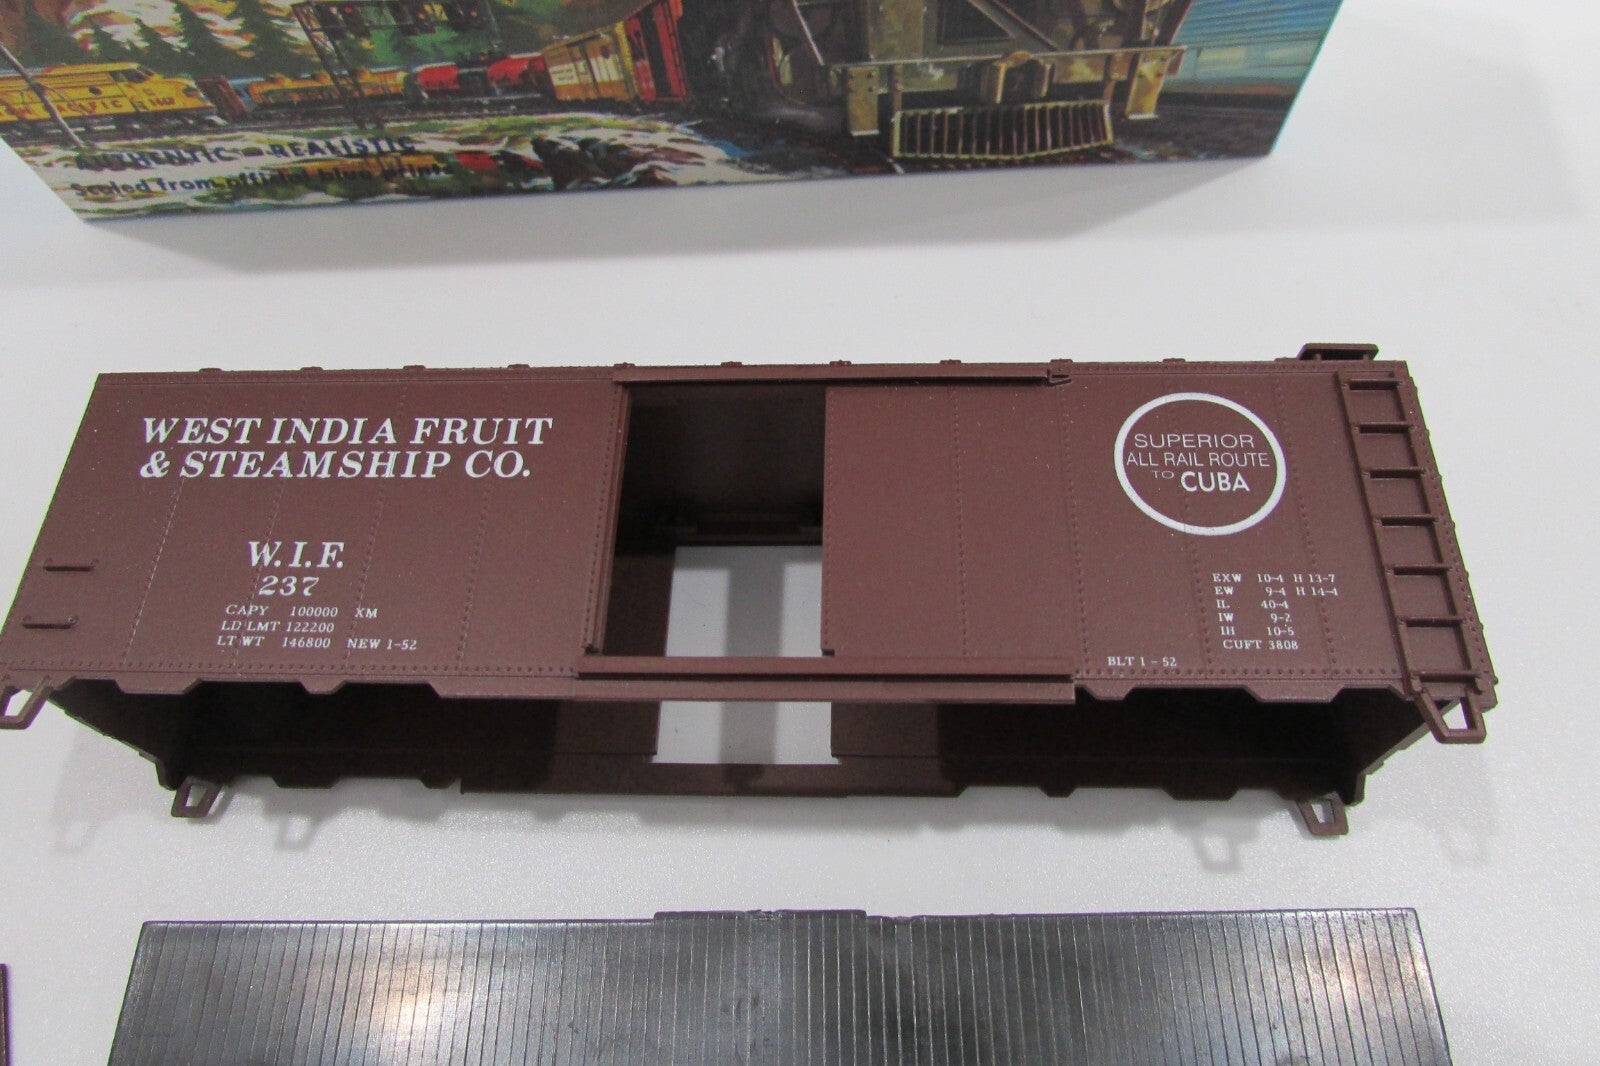 PACIFIC
AUTHENTIC - REALISTIC
Scaled from official blue prints
WEST INDIA FRUIT
& STEAMSHIP CO.
W.I.F.
237
CAPY 100000 XM
LD LMT 122200
LT WT 146800 NEW 1-52
SUPERIOR
ALL RAIL ROUTE
TO CUBA
EXW 10-4 H 13-7
EW 9-4 H 14-4
IL 40-4
IW 9-2
IH 10-5
CUFT 3808
BLT 1 - 52